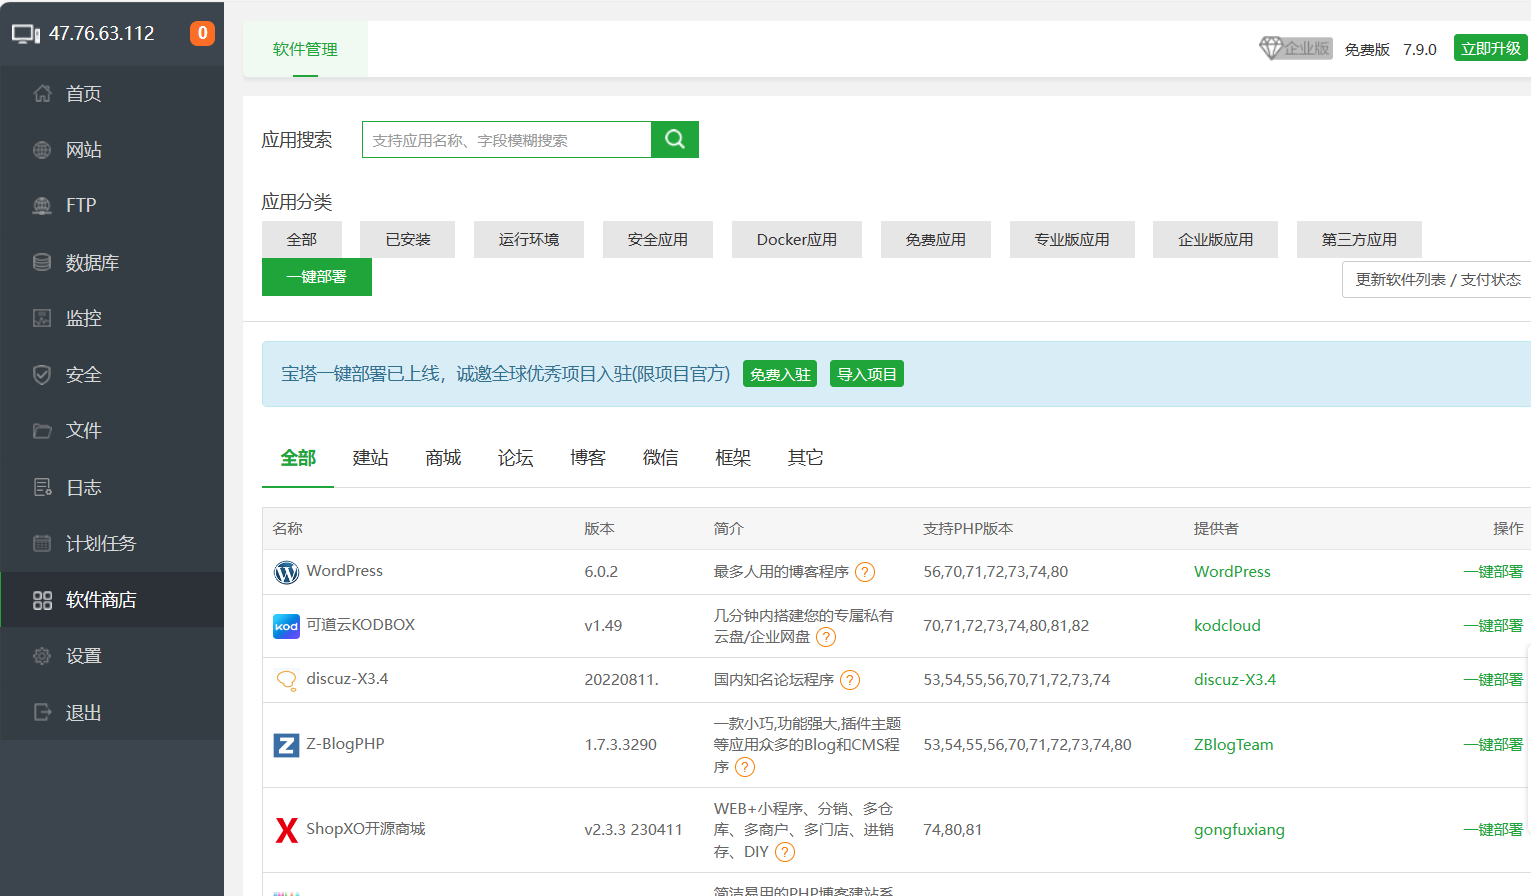 47.76.63.112
0
首页
网站
FTP
数据库
监控
安全
文件
日志
计划任务
软件商店
设置
退出
软件管理
企业版
免费版
7.9.0
立即升级
应用搜索
支持应用名称、字段模糊搜索
应用分类
全部
已安装
运行环境
安全应用
Docker应用
免费应用
专业版应用
企业版应用
第三方应用
一键部署
更新软件列表 / 支付状态
宝塔一键部署已上线，诚邀全球优秀项目入驻(限项目官方)
免费入驻
导入项目
全部
建站
商城
论坛
博客
微信
框架
其它
名称
版本
简介
支持PHP版本
提供者
操作
WordPress
6.0.2
最多人用的博客程序 ?
56,70,71,72,73,74,80
WordPress
一键部署
kod
可道云KODBOX
v1.49
几分钟内搭建您的专属私有
云盘/企业网盘 ?
70,71,72,73,74,80,81,82
kodcloud
一键部署
discuz-X3.4
20220811.
国内知名论坛程序 ?
53,54,55,56,70,71,72,73,74
discuz-X3.4
一键部署
Z-BlogPHP
1.7.3.3290
一款小巧,功能强大,插件主题
等应用众多的Blog和CMS程
序 ?
53,54,55,56,70,71,72,73,74,80
ZBlogTeam
一键部署
ShopXO开源商城
v2.3.3 230411
WEB+小程序、分销、多仓
库、多商户、多门店、进销
存、DIY ?
74,80,81
gongfuxiang
一键部署
简洁易用的PHP博客建站系